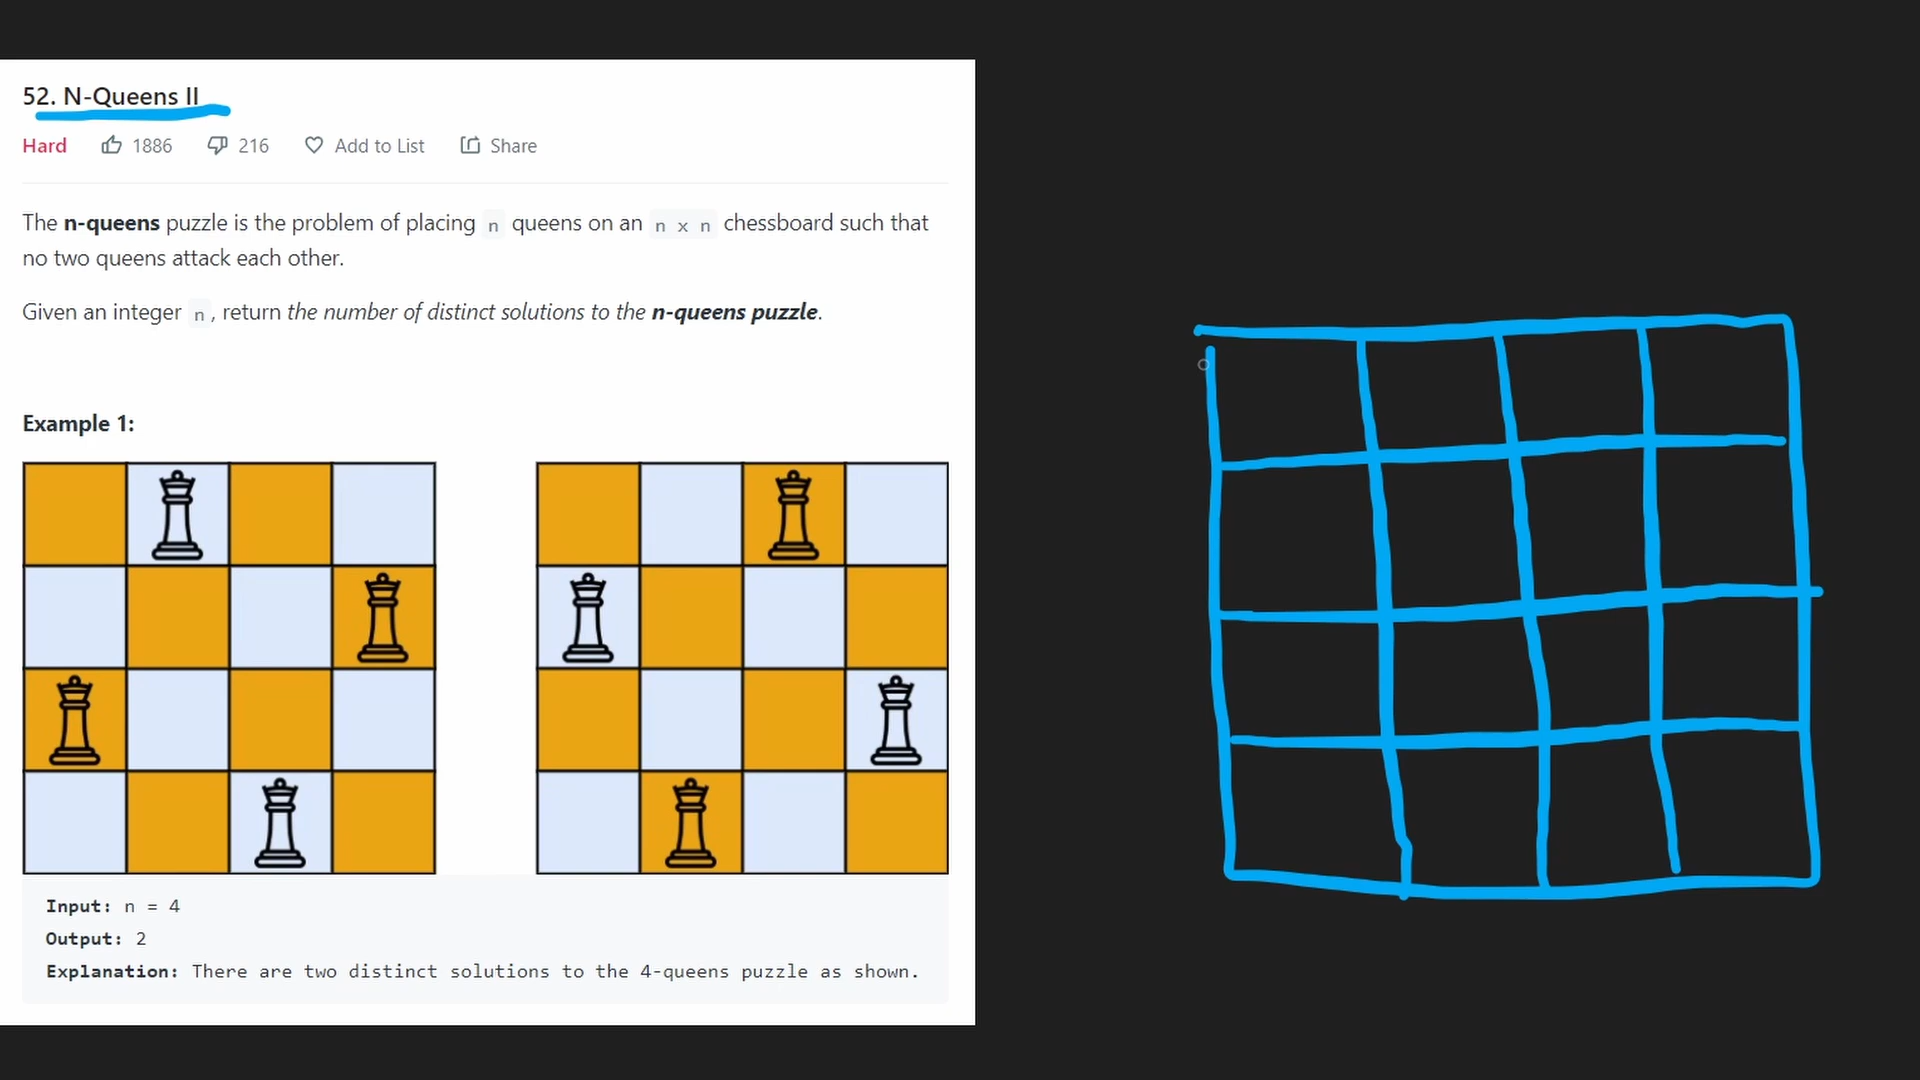 52. N-Queens II
Hard 1886 216 Add to List Share
The n-queens puzzle is the problem of placing n queens on an n x n chessboard such that
no two queens attack each other.
Given an integer n, return the number of distinct solutions to the n-queens puzzle.
Example 1:
Input: n = 4
Output: 2
Explanation: There are two distinct solutions to the 4-queens puzzle as shown.